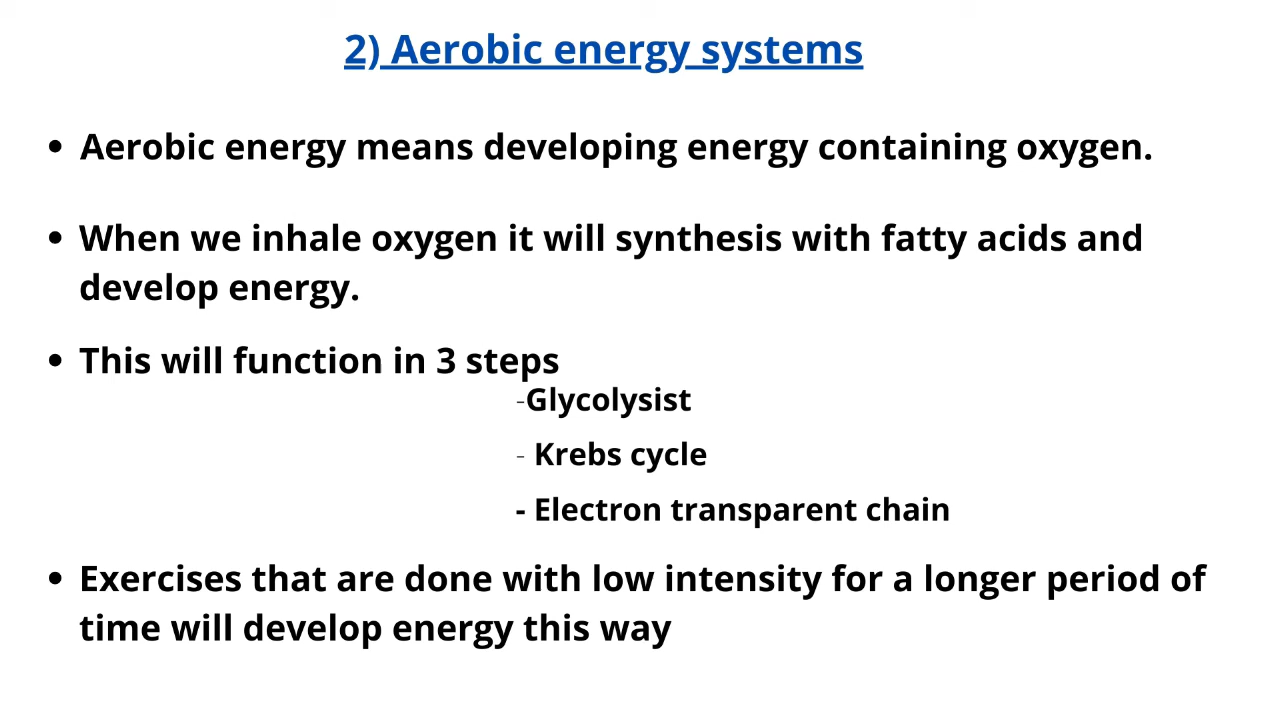 2) Aerobic energy systems
• Aerobic energy means developing energy containing oxygen.
• When we inhale oxygen it will synthesis with fatty acids and
develop energy.
• This will function in 3 steps
-Glycolysist
- Krebs cycle
- Electron transparent chain
• Exercises that are done with low intensity for a longer period of
time will develop energy this way